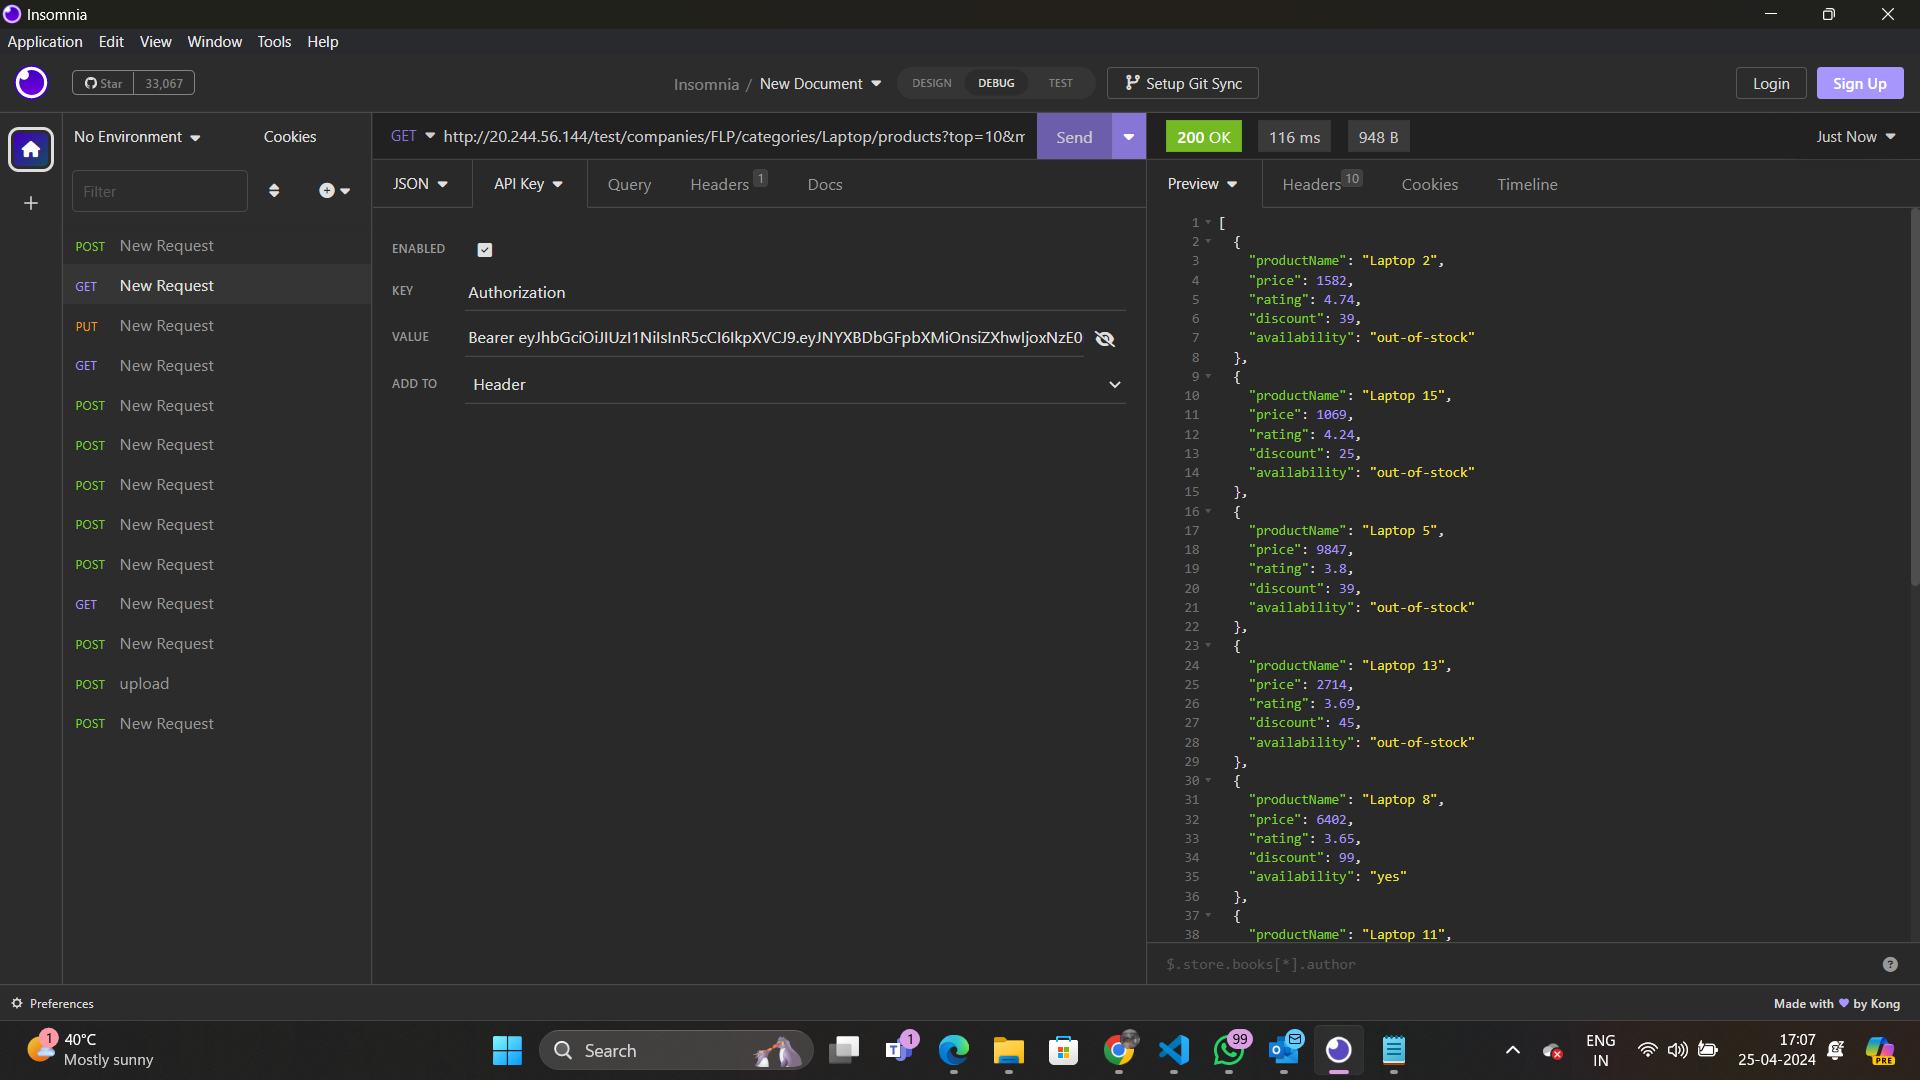 Insomnia
Application Edit View Window Tools Help
Star 33,067
Insomnia / New Document
DESIGN DEBUG TEST
Setup Git Sync
Login
Sign Up
No Environment
Cookies
Filter
POST New Request
GET New Request
PUT New Request
GET New Request
POST New Request
POST New Request
POST New Request
POST New Request
POST New Request
GET New Request
POST New Request
POST upload
POST New Request
GET http://20.244.56.144/test/companies/FLP/categories/Laptop/products?top=10&m
Send
JSON
API Key
Query
Headers 1
Docs
ENABLED
KEY Authorization
VALUE Bearer eyJhbGciOiJIUzI1NiIsInR5cCI6IkpXVCJ9.eyJNYXBDbGFpbXMiOnsiZXhwIjoxNzE0
ADD TO Header
200 OK
116 ms
948 B
Just Now
Preview
Headers 10
Cookies
Timeline
1 [
2 {
3 "productName": "Laptop 2",
4 "price": 1582,
5 "rating": 4.74,
6 "discount": 39,
7 "availability": "out-of-stock"
8 },
9 {
10 "productName": "Laptop 15",
11 "price": 1069,
12 "rating": 4.24,
13 "discount": 25,
14 "availability": "out-of-stock"
15 },
16 {
17 "productName": "Laptop 5",
18 "price": 9847,
19 "rating": 3.8,
20 "discount": 39,
21 "availability": "out-of-stock"
22 },
23 {
24 "productName": "Laptop 13",
25 "price": 2714,
26 "rating": 3.69,
27 "discount": 45,
28 "availability": "out-of-stock"
29 },
30 {
31 "productName": "Laptop 8",
32 "price": 6402,
33 "rating": 3.65,
34 "discount": 99,
35 "availability": "yes"
36 },
37 {
38 "productName": "Laptop 11",
$.store.books[*].author
?
Preferences
Made with 💜 by Kong
1
40°C
Mostly sunny
Search
1
99
PRE
ENG
IN
17:07
25-04-2024